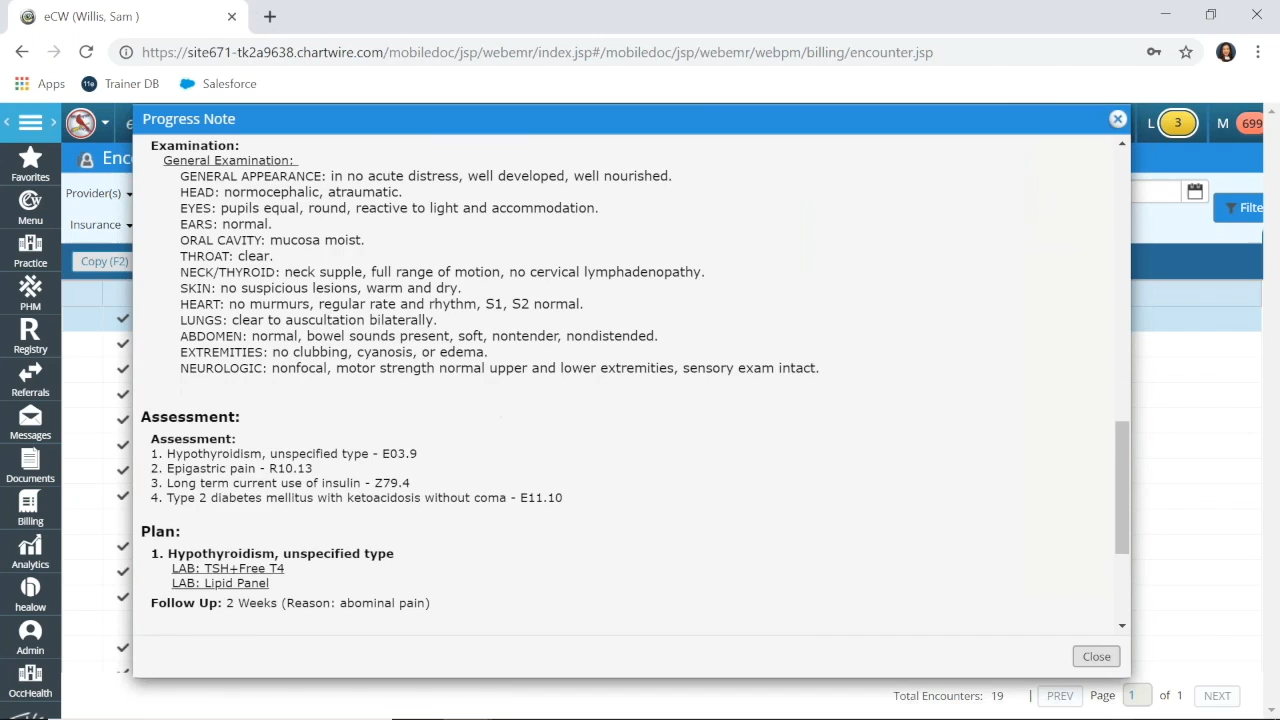 eCW (Willis, Sam )
https://site671-tk2a9638.chartwire.com/mobiledoc/jsp/webemr/index.jsp#/mobiledoc/jsp/webemr/webpm/billing/encounter.jsp
Apps
11e Trainer DB
Salesforce
Progress Note
L 3 M 699
Enc
Provider(s)
Insurance
Filte
Copy (F2)
Favorites
Menu
Practice
PHM
R
Registry
Referrals
Messages
Documents
Billing
Analytics
healow
Admin
OccHealth
Examination:
General Examination:
GENERAL APPEARANCE: in no acute distress, well developed, well nourished.
HEAD: normocephalic, atraumatic.
EYES: pupils equal, round, reactive to light and accommodation.
EARS: normal.
ORAL CAVITY: mucosa moist.
THROAT: clear.
NECK/THYROID: neck supple, full range of motion, no cervical lymphadenopathy.
SKIN: no suspicious lesions, warm and dry.
HEART: no murmurs, regular rate and rhythm, S1, S2 normal.
LUNGS: clear to auscultation bilaterally.
ABDOMEN: normal, bowel sounds present, soft, nontender, nondistended.
EXTREMITIES: no clubbing, cyanosis, or edema.
NEUROLOGIC: nonfocal, motor strength normal upper and lower extremities, sensory exam intact.
Assessment:
Assessment:
1. Hypothyroidism, unspecified type - E03.9
2. Epigastric pain - R10.13
3. Long term current use of insulin - Z79.4
4. Type 2 diabetes mellitus with ketoacidosis without coma - E11.10
Plan:
1. Hypothyroidism, unspecified type
LAB: TSH+Free T4
LAB: Lipid Panel
Follow Up: 2 Weeks (Reason: abominal pain)
Close
Total Encounters: 19 | PREV Page 1 of 1 NEXT